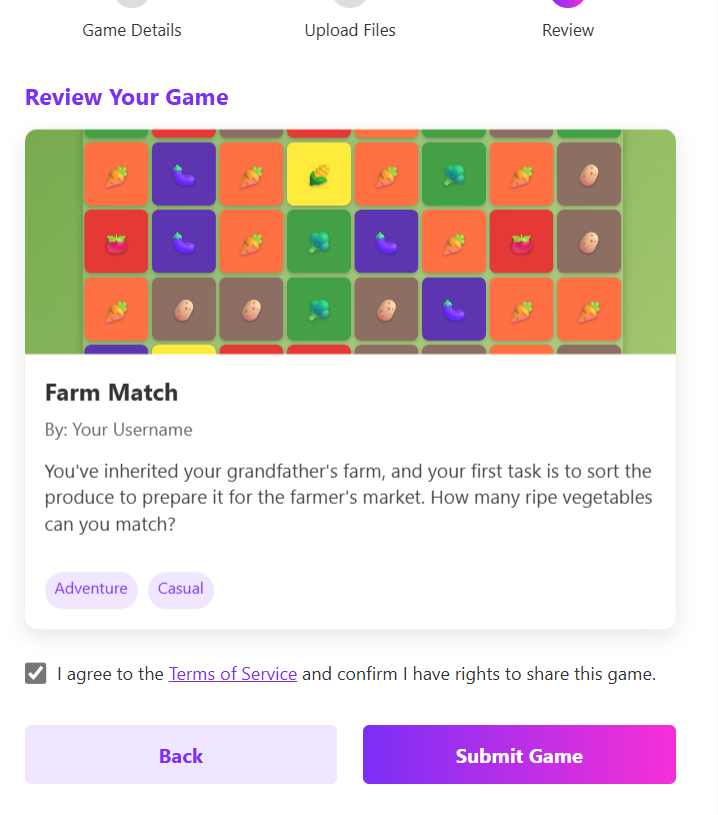 Game Details
Upload Files
Review
Review Your Game
Farm Match
By: Your Username
You've inherited your grandfather's farm, and your first task is to sort the
produce to prepare it for the farmer's market. How many ripe vegetables
can you match?
Adventure
Casual
I agree to the Terms of Service and confirm I have rights to share this game.
Back
Submit Game